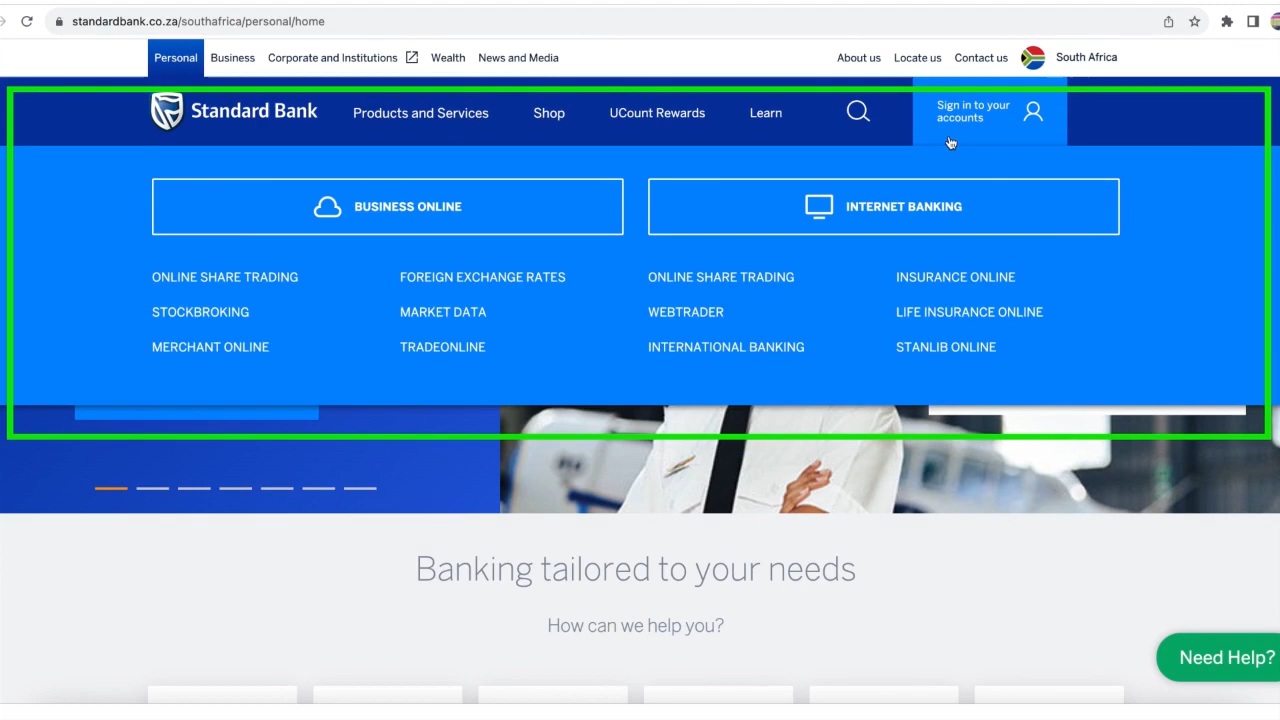 standardbank.co.za/southafrica/personal/home
Personal Business Corporate and Institutions Wealth News and Media About us Locate us Contact us South Africa
Standard Bank Products and Services Shop UCount Rewards Learn Sign in to your
accounts
BUSINESS ONLINE INTERNET BANKING
ONLINE SHARE TRADING FOREIGN EXCHANGE RATES ONLINE SHARE TRADING INSURANCE ONLINE
STOCKBROKING MARKET DATA WEBTRADER LIFE INSURANCE ONLINE
MERCHANT ONLINE TRADEONLINE INTERNATIONAL BANKING STANLIB ONLINE
Banking tailored to your needs
How can we help you?
Need Help?